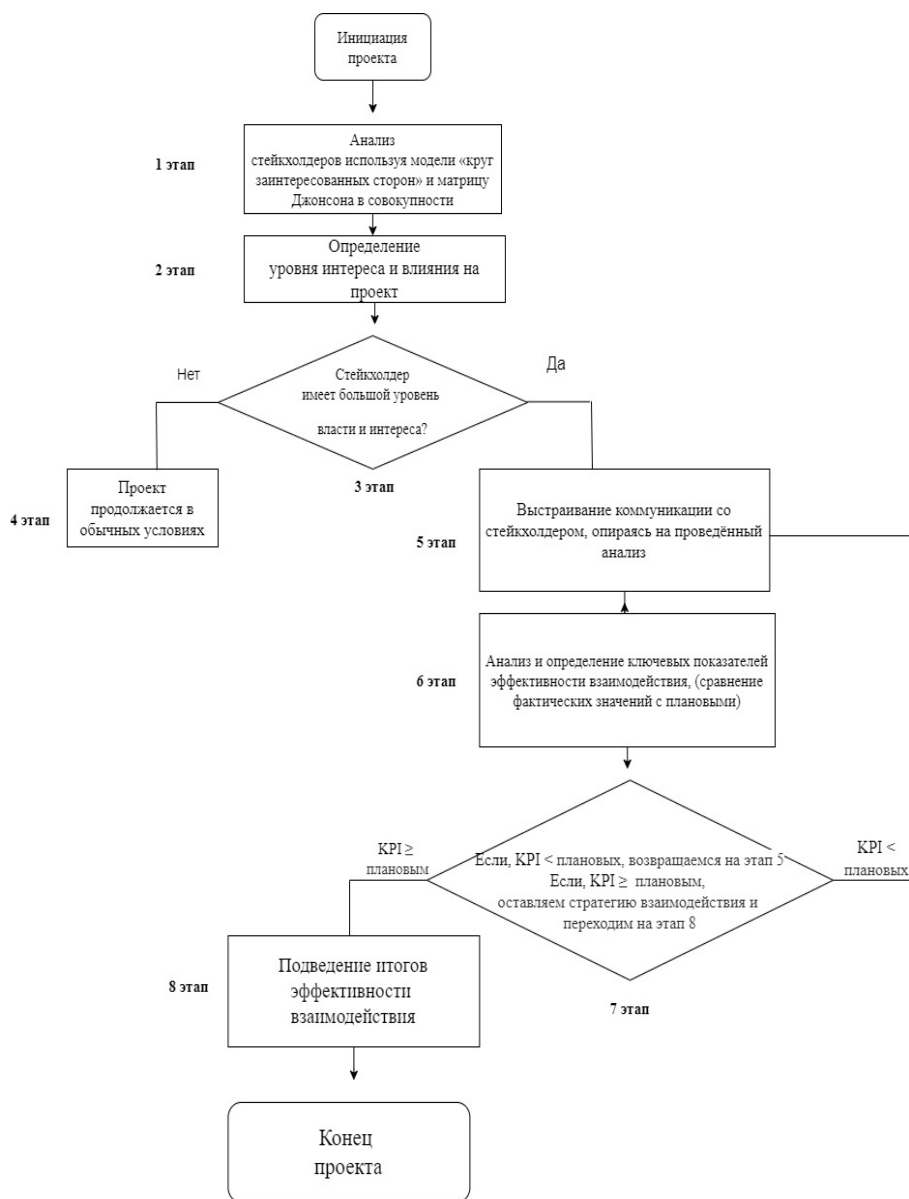 Инициация
проекта
Анализ
стейкхолдеров используя модели «круг
заинтересованных сторон» и матрицу
Джонсона в совокупности
1 этап
Определение
уровня интереса и влияния на
проект
2 этап
Нет
Стейкхолдер
имеет большой уровень
власти и интереса?
Да
3 этап
Проект
продолжается в
обычных условиях
4 этап
Выстраивание коммуникации со
стейкхолдером, опираясь на проведённый
анализ
5 этап
Анализ и определение ключевых показателей
эффективности взаимодействия, (сравнение
фактических значений с плановыми)
6 этап
KPI ≥
плановым
Если, KPI < плановых, возвращаемся на этап 5
Если, KPI ≥ плановым,
оставляем стратегию взаимодействия и
переходим на этап 8
KPI <
плановых
7 этап
Подведение итогов
эффективности
взаимодействия
8 этап
Конец
проекта